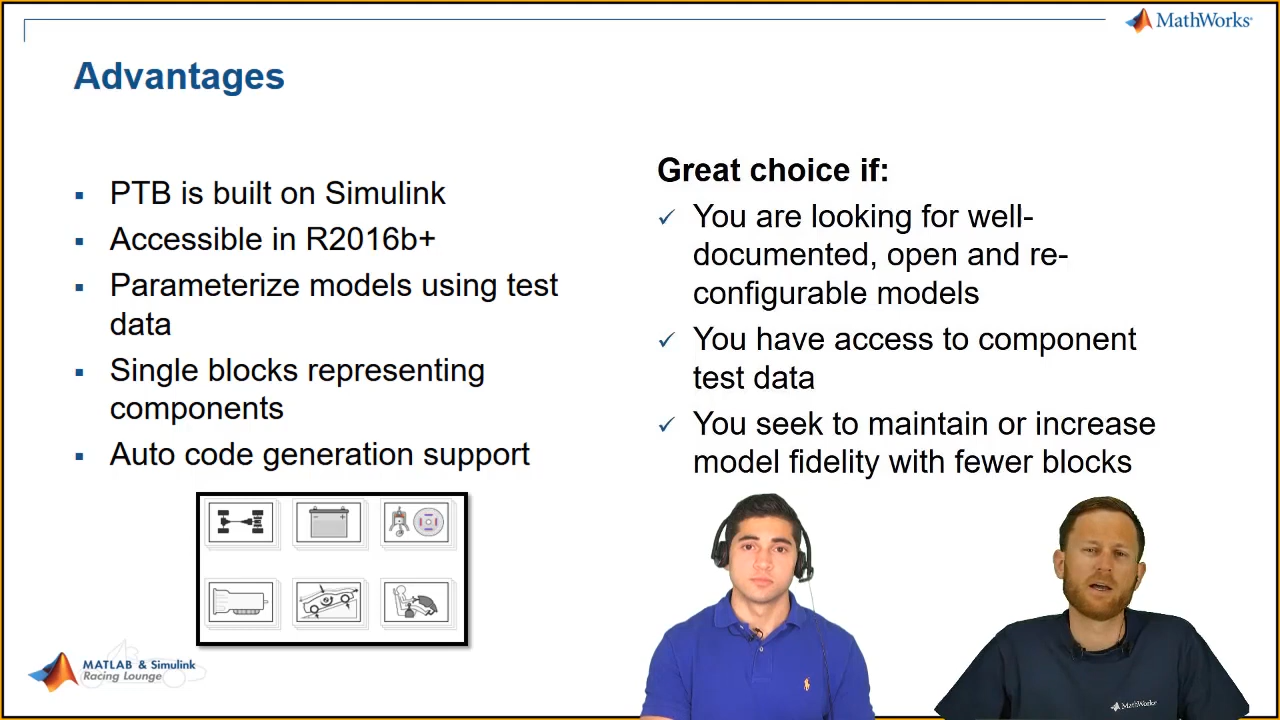 MathWorks®
Advantages
PTB is built on Simulink
Accessible in R2016b+
Parameterize models using test
data
Single blocks representing
components
Auto code generation support
Great choice if:
You are looking for well-
documented, open and re-
configurable models
You have access to component
test data
You seek to maintain or increase
model fidelity with fewer blocks
MATLAB & Simulink
Racing Lounge
MathWorks